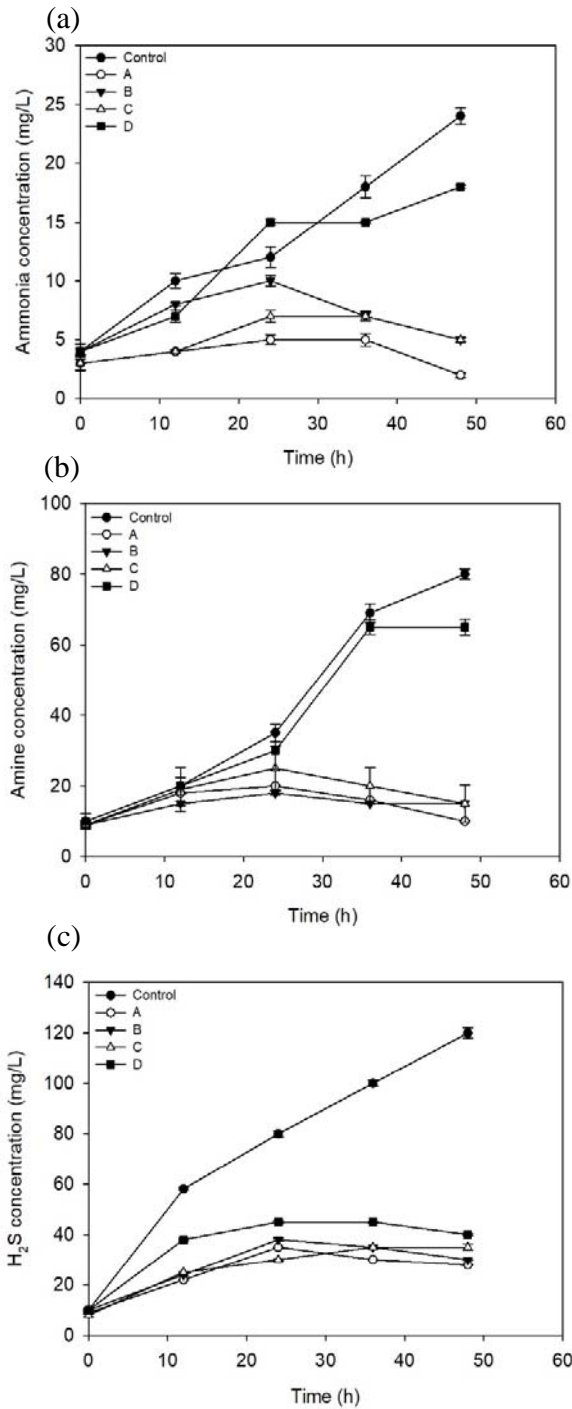 (a)
30
25
20
15
10
5
0
Ammonia concentration (mg/L)
Control
A
B
C
D
0 10 20 30 40 50 60
Time (h)
(b)
100
80
60
40
20
0
Amine concentration (mg/L)
Control
A
B
C
D
0 10 20 30 40 50 60
Time (h)
(c)
140
120
100
80
60
40
20
0
H₂S concentration (mg/L)
Control
A
B
C
D
0 10 20 30 40 50 60
Time (h)